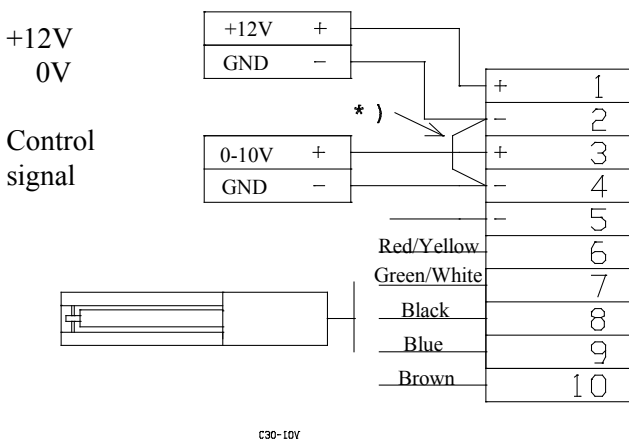 +12V
0V
+12V +
GND -
Control
signal
*)
0-10V +
GND -
+ 1
- 2
+ 3
- 4
- 5
Red/Yellow 6
Green/White 7
Black 8
Blue 9
Brown 10
C30-10V